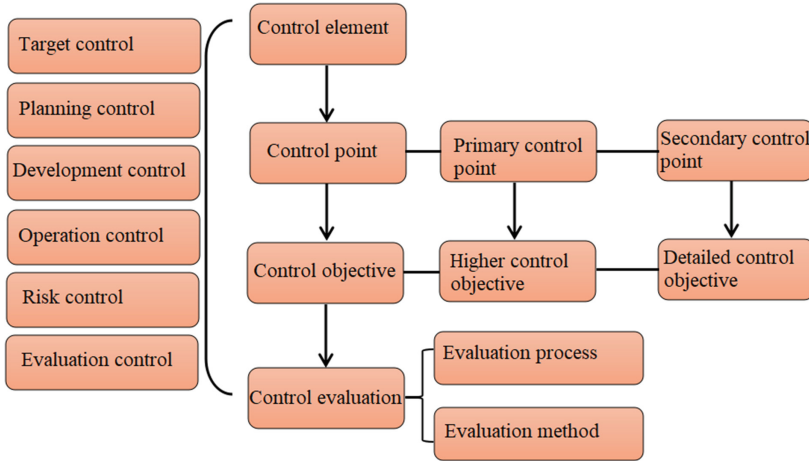 Target control
Planning control
Development control
Operation control
Risk control
Evaluation control
Control element
Control point
Primary control
point
Secondary control
point
Control objective
Higher control
objective
Detailed control
objective
Control evaluation
Evaluation process
Evaluation method